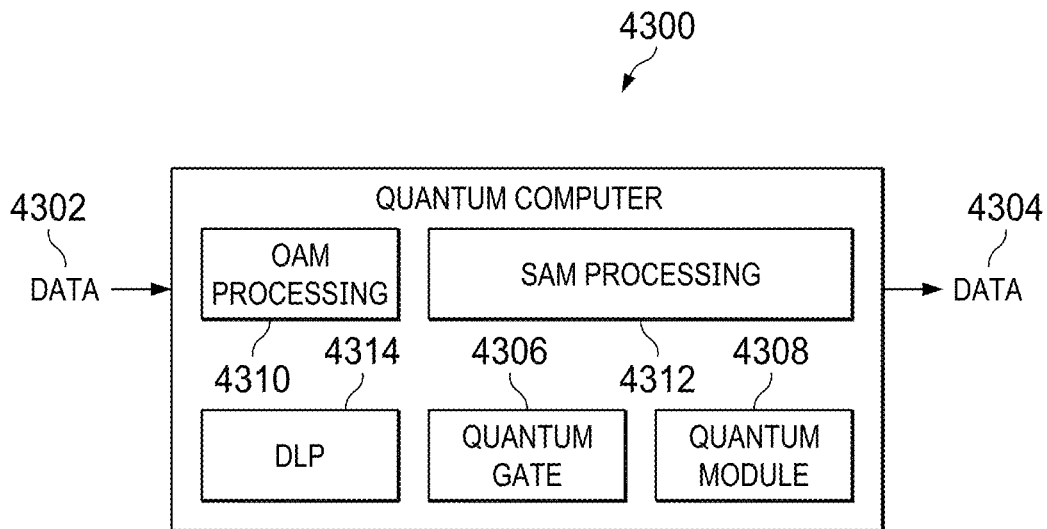 4300
4302
4304
QUANTUM COMPUTER
DATA
OAM
PROCESSING
SAM PROCESSING
DATA
4310
4314
4306
4312
4308
DLP
QUANTUM
GATE
QUANTUM
MODULE